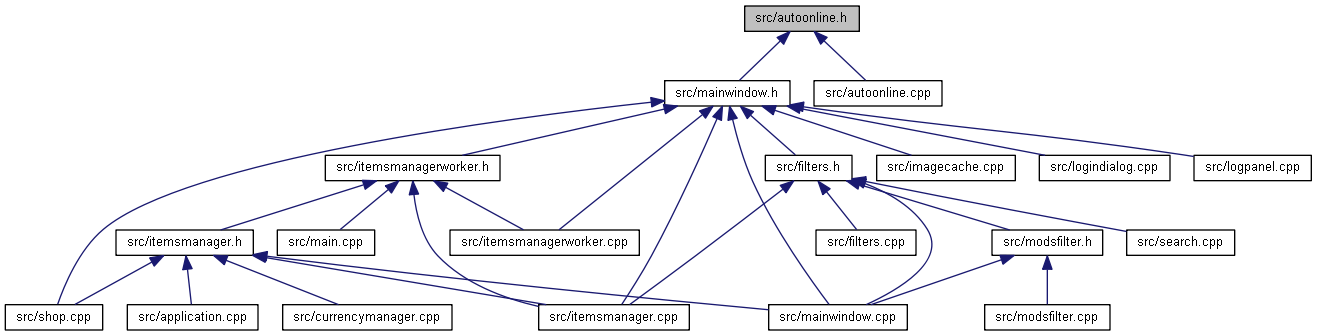 src/autoonline.h
src/mainwindow.h
src/autoonline.cpp
src/itemsmanagerworker.h
src/filters.h
src/imagecache.cpp
src/logindialog.cpp
src/logpanel.cpp
src/itemsmanager.h
src/main.cpp
src/itemsmanagerworker.cpp
src/filters.cpp
src/modsfilter.h
src/search.cpp
src/shop.cpp
src/application.cpp
src/currencymanager.cpp
src/itemsmanager.cpp
src/mainwindow.cpp
src/modsfilter.cpp